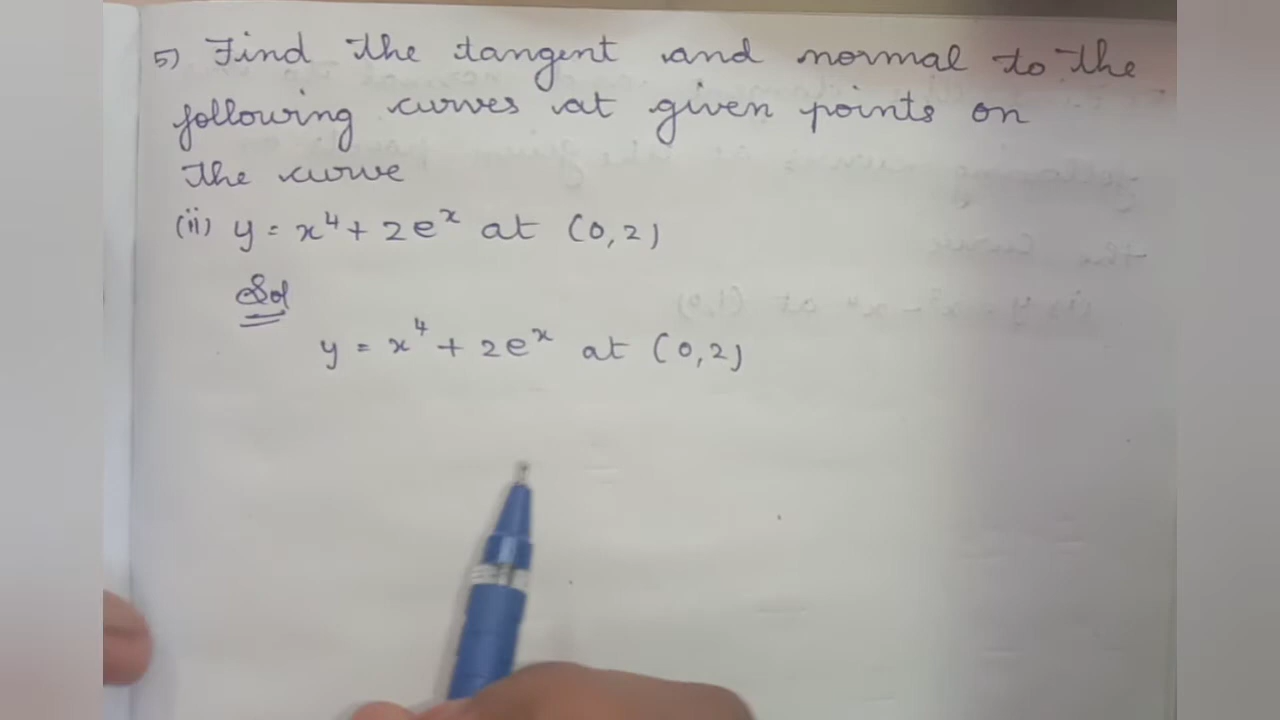 5) Find the tangent and normal to the
following curves at given points on
the curve
(ii) y = x⁴ + 2eˣ at (0,2)
Sol
y = x⁴ + 2eˣ at (0,2)